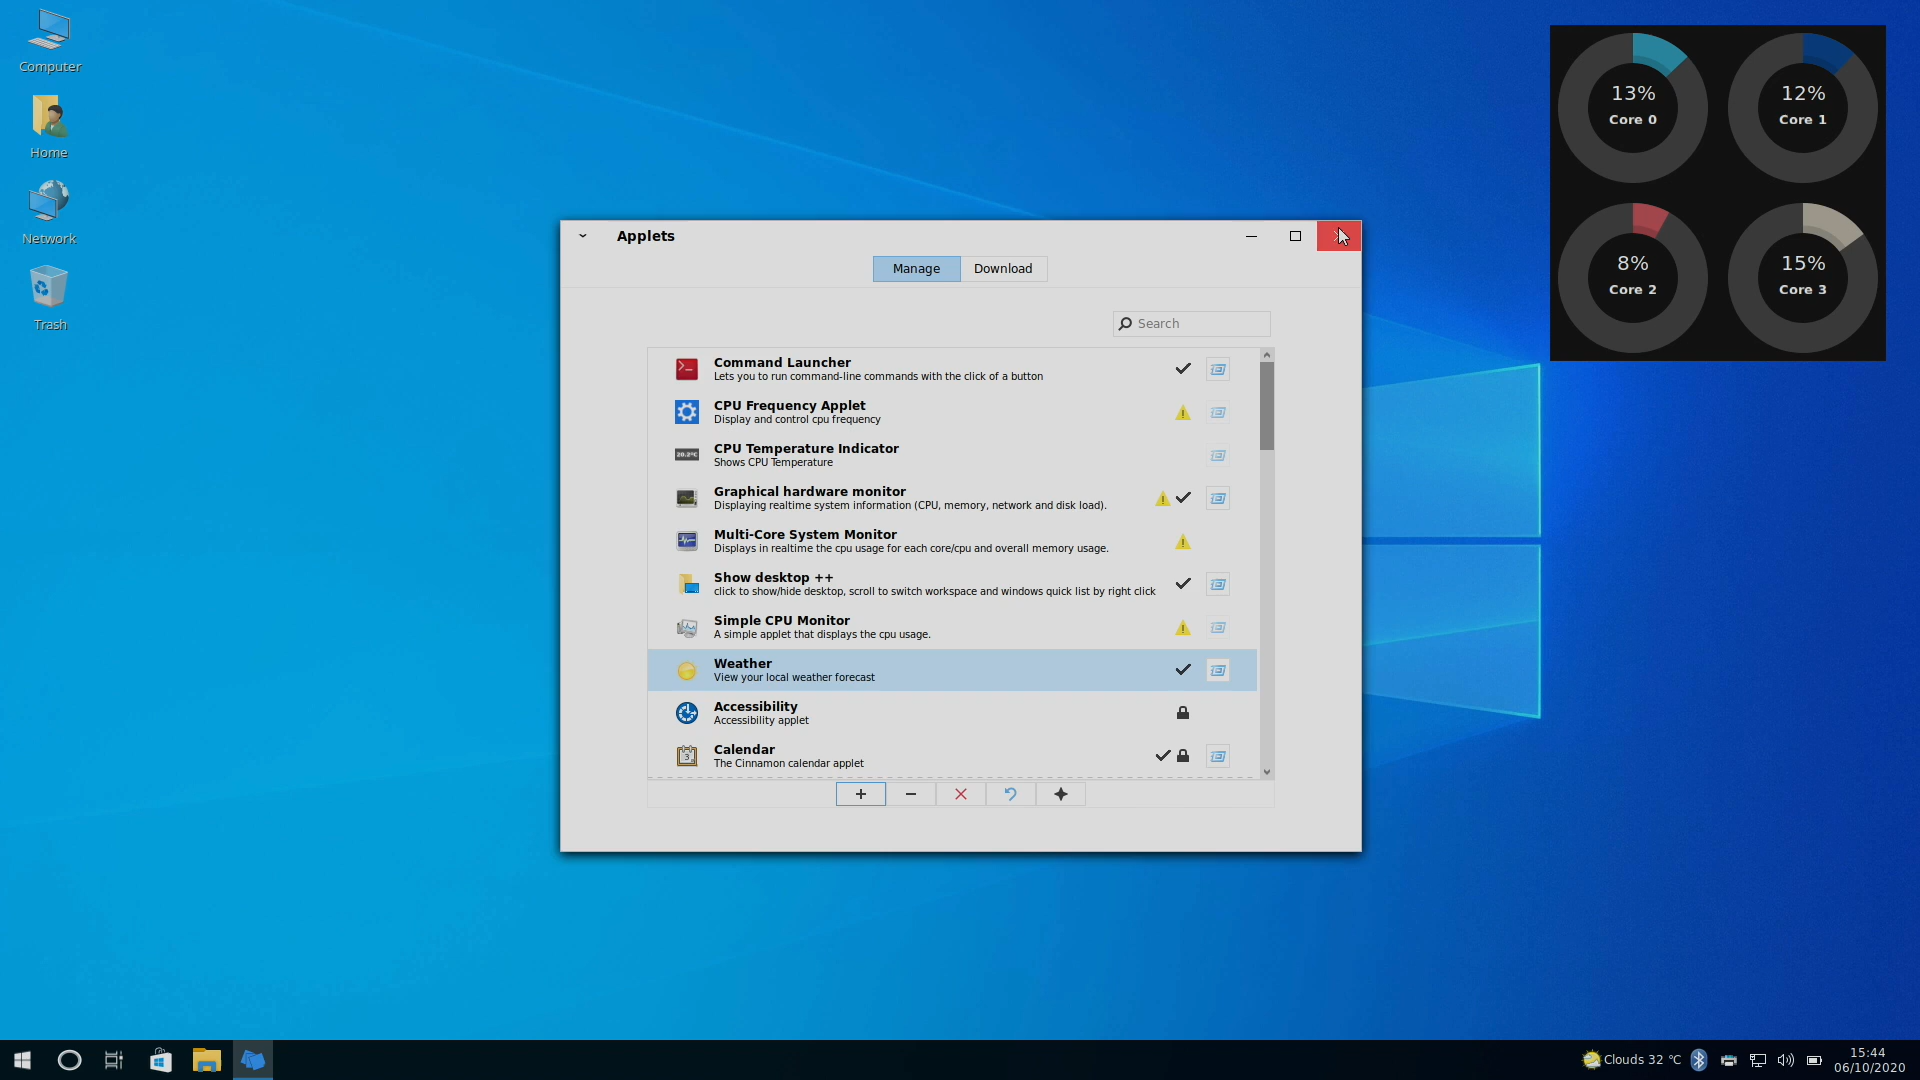 Computer
Home
Network
Trash
Applets
Manage
Download
Search
Command Launcher
Lets you to run command-line commands with the click of a button
CPU Frequency Applet
Display and control cpu frequency
20.2°C
CPU Temperature Indicator
Shows CPU Temperature
Graphical hardware monitor
Displaying realtime system information (CPU, memory, network and disk load).
Multi-Core System Monitor
Displays in realtime the cpu usage for each core/cpu and overall memory usage.
Show desktop ++
click to show/hide desktop, scroll to switch workspace and windows quick list by right click
Simple CPU Monitor
A simple applet that displays the cpu usage.
Weather
View your local weather forecast
Accessibility
Accessibility applet
3
Calendar
The Cinnamon calendar applet
13%
Core 0
12%
Core 1
8%
Core 2
15%
Core 3
Clouds 32 °C
15:44
06/10/2020